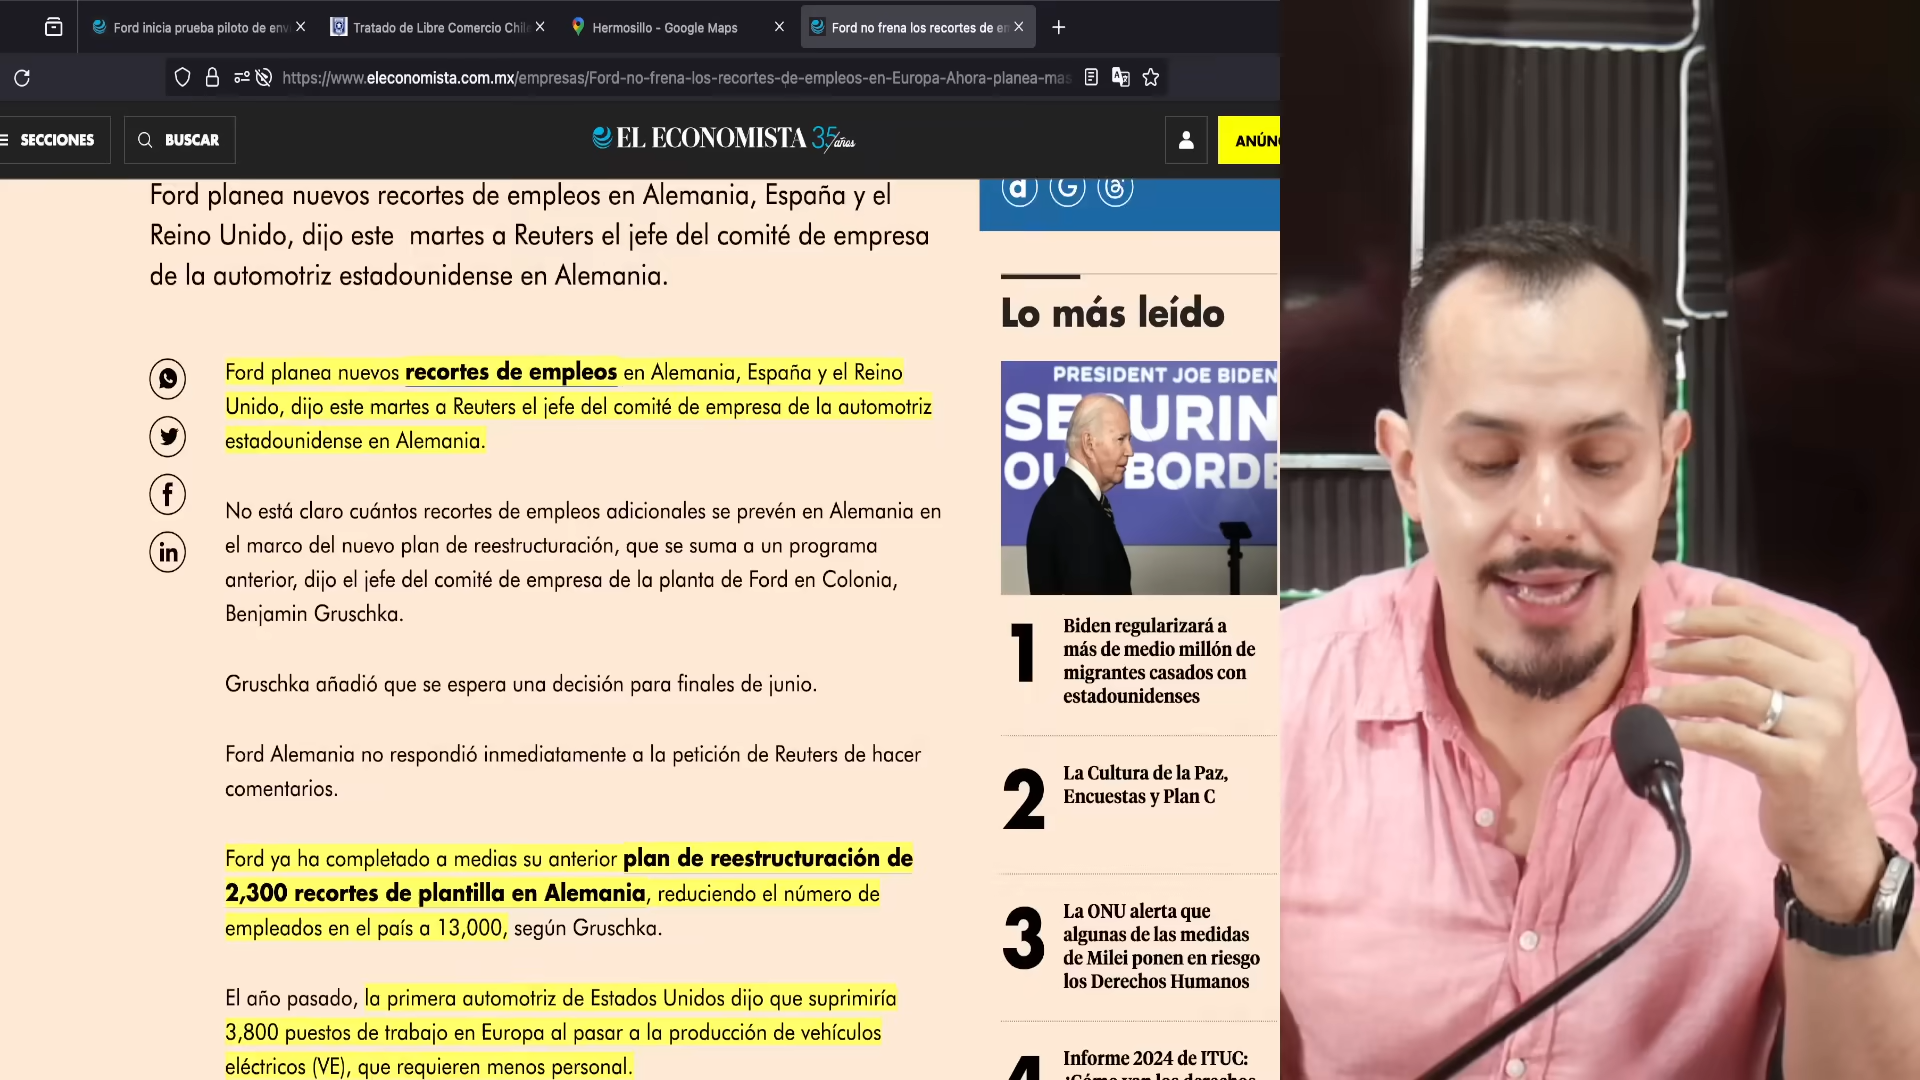 Ford inicia prueba piloto de env
Tratado de Libre Comercio Chil
Hermosillo - Google Maps
Ford no frena los recortes de em
https://www.eleconomista.com.mx/empresas/Ford-no-frena-los-recortes-de-empleos-en-Europa-Ahora-planea-mas
SECCIONES
BUSCAR
EL ECONOMISTA 35 años
ANÚN
Ford planea nuevos recortes de empleos en Alemania, España y el
Reino Unido, dijo este martes a Reuters el jefe del comité de empresa
de la automotriz estadounidense en Alemania.
Ford planea nuevos recortes de empleos en Alemania, España y el Reino
Unido, dijo este martes a Reuters el jefe del comité de empresa de la automotriz
estadounidense en Alemania.
No está claro cuántos recortes de empleos adicionales se prevén en Alemania en
el marco del nuevo plan de reestructuración, que se suma a un programa
anterior, dijo el jefe del comité de empresa de la planta de Ford en Colonia,
Benjamin Gruschka.
Gruschka añadió que se espera una decisión para finales de junio.
Ford Alemania no respondió inmediatamente a la petición de Reuters de hacer
comentarios.
Ford ya ha completado a medias su anterior plan de reestructuración de
2,300 recortes de plantilla en Alemania, reduciendo el número de
empleados en el país a 13,000, según Gruschka.
El año pasado, la primera automotriz de Estados Unidos dijo que suprimiría
3,800 puestos de trabajo en Europa al pasar a la producción de vehículos
eléctricos (VE), que requieren menos personal.
Lo más leído
PRESIDENT JOE BIDEN
SECURIN
OU BORDE
1
Biden regularizará a
más de medio millón de
migrantes casados con
estadounidenses
2
La Cultura de la Paz,
Encuestas y Plan C
3
La ONU alerta que
algunas de las medidas
de Milei ponen en riesgo
los Derechos Humanos
4
Informe 2024 de ITUC:
¿Cómo van los derechos